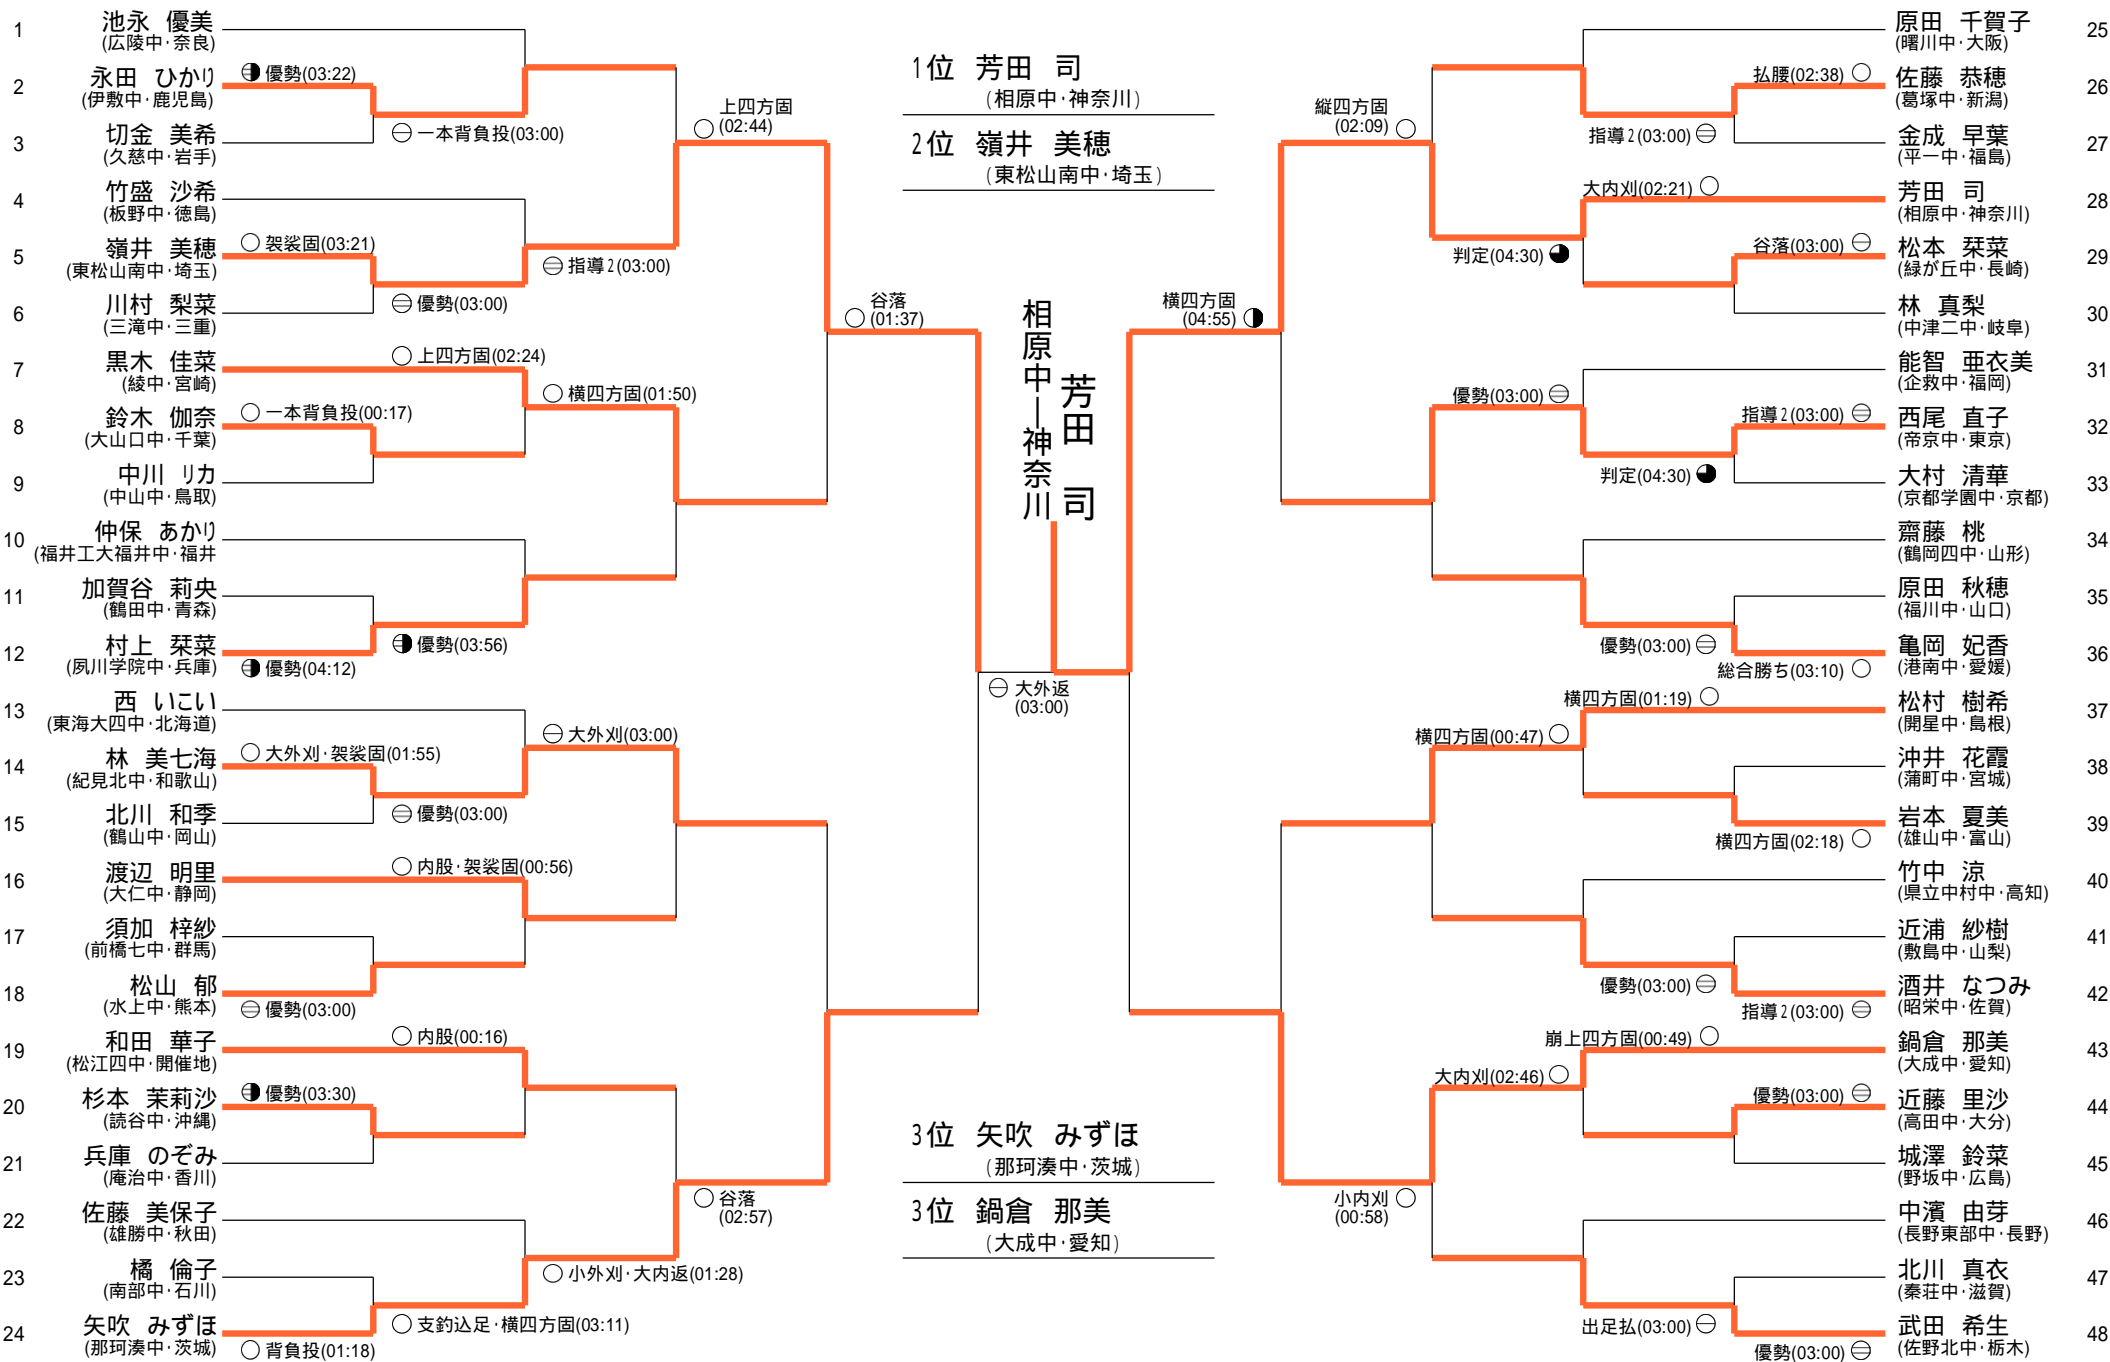 1
池永 優美
(広陵中·奈良)
2
永田 ひかり
(伊敷中·鹿児島)
優勢(03:22)
3
切金 美希
(久慈中·岩手)
一本背負投(03:00)
4
竹盛 沙希
(板野中·徳島)
5
嶺井 美穂
(東松山南中·埼玉)
袈裟固(03:21)
指導2(03:00)
6
川村 梨菜
(三滝中·三重)
優勢(03:00)
上四方固
(02:44)
7
黒木 佳菜
(綾中·宮崎)
上四方固(02:24)
8
鈴木 伽奈
(大山口中·千葉)
一本背負投(00:17)
横四方固(01:50)
9
中川 リカ
(中山中·鳥取)
10
仲保 あかり
(福井工大福井中·福井
11
加賀谷 莉央
(鶴田中·青森)
12
村上 栞菜
(夙川学院中·兵庫)
優勢(04:12)
優勢(03:56)
谷落
(01:37)
13
西 いこい
(東海大四中·北海道)
14
林 美七海
(紀見北中·和歌山)
大外刈·袈裟固(01:55)
大外刈(03:00)
15
北川 和季
(鶴山中·岡山)
優勢(03:00)
16
渡辺 明里
(大仁中·静岡)
内股·袈裟固(00:56)
17
須加 梓紗
(前橋七中·群馬)
18
松山 郁
(水上中·熊本)
優勢(03:00)
19
和田 華子
(松江四中·開催地)
内股(00:16)
20
杉本 茉莉沙
(読谷中·沖縄)
優勢(03:30)
21
兵庫 のぞみ
(庵治中·香川)
22
佐藤 美保子
(雄勝中·秋田)
谷落
(02:57)
23
橘 倫子
(南部中·石川)
小外刈·大内返(01:28)
24
矢吹 みずほ
(那珂湊中·茨城)
支釣込足·横四方固(03:11)
背負投(01:18)
1位 芳田 司
(相原中·神奈川)
2位 嶺井 美穂
(東松山南中·埼玉)
芳田 司
相原中—神奈川
大外返
(03:00)
3位 矢吹 みずほ
(那珂湊中·茨城)
3位 鍋倉 那美
(大成中·愛知)
原田 千賀子
(曙川中·大阪)
25
払腰(02:38)
佐藤 恭穂
(葛塚中·新潟)
26
縦四方固
(02:09)
指導2(03:00)
金成 早葉
(平一中·福島)
27
大内刈(02:21)
芳田 司
(相原中·神奈川)
28
判定(04:30)
谷落(03:00)
松本 栞菜
(緑が丘中·長崎)
29
横四方固
(04:55)
林 真梨
(中津二中·岐阜)
30
能智 亜衣美
(企救中·福岡)
31
優勢(03:00)
指導2(03:00)
西尾 直子
(帝京中·東京)
32
判定(04:30)
大村 清華
(京都学園中·京都)
33
齋藤 桃
(鶴岡四中·山形)
34
原田 秋穂
(福川中·山口)
35
優勢(03:00)
総合勝ち(03:10)
亀岡 妃香
(港南中·愛媛)
36
横四方固(01:19)
松村 樹希
(開星中·島根)
37
横四方固(00:47)
沖井 花霞
(蒲町中·宮城)
38
横四方固(02:18)
岩本 夏美
(雄山中·富山)
39
竹中 涼
(県立中村中·高知)
40
近浦 紗樹
(敷島中·山梨)
41
優勢(03:00)
指導2(03:00)
酒井 なつみ
(昭栄中·佐賀)
42
崩上四方固(00:49)
鍋倉 那美
(大成中·愛知)
43
大内刈(02:46)
優勢(03:00)
近藤 里沙
(高田中·大分)
44
城澤 鈴菜
(野坂中·広島)
45
小内刈
(00:58)
中濱 由芽
(長野東部中·長野)
46
北川 真衣
(秦荘中·滋賀)
47
出足払(03:00)
優勢(03:00)
武田 希生
(佐野北中·栃木)
48